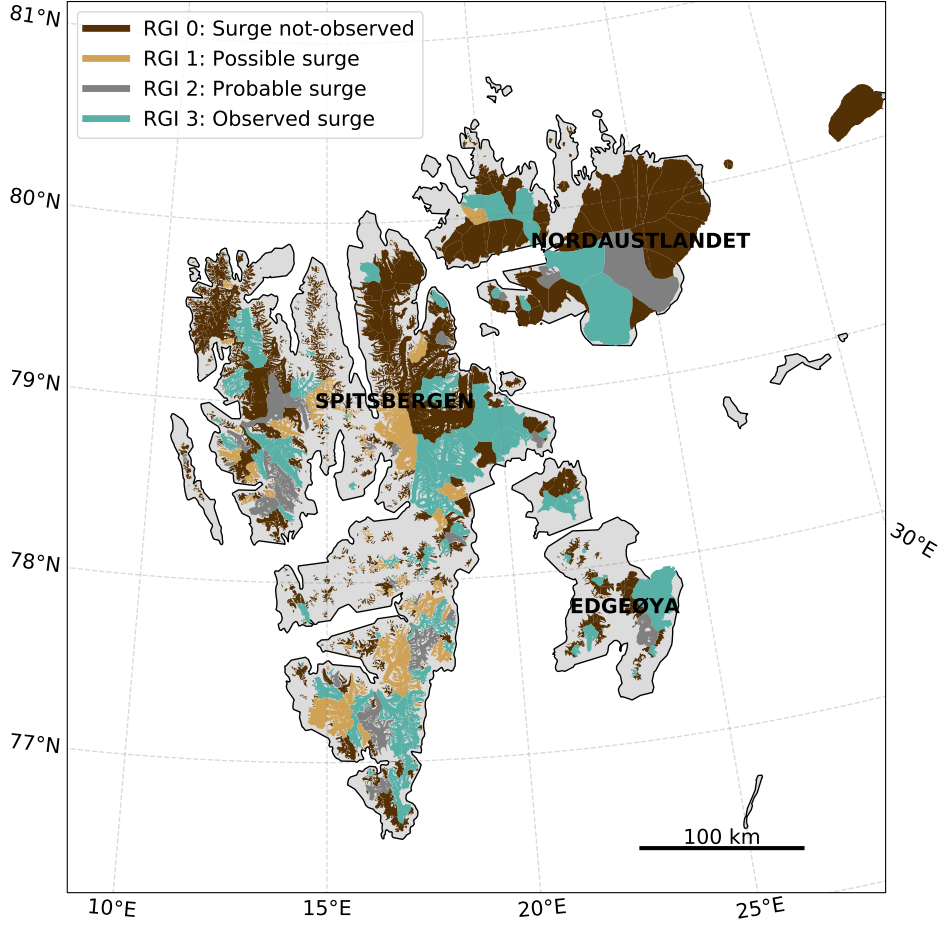 81°N
RGI 0: Surge not-observed
RGI 1: Possible surge
RGI 2: Probable surge
RGI 3: Observed surge
80°N
NORDAUSTLANDET
79°N
SPITSBERGEN
30°E
78°N
EDGEØYA
77°N
100 km
10°E
15°E
20°E
25°E